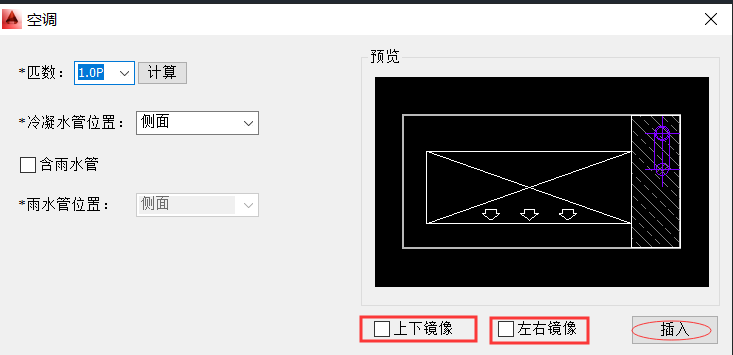 空调
*匹数： 1.0P 计算
*冷凝水管位置： 侧面
含雨水管
*雨水管位置： 侧面
预览
上下镜像 左右镜像 插入